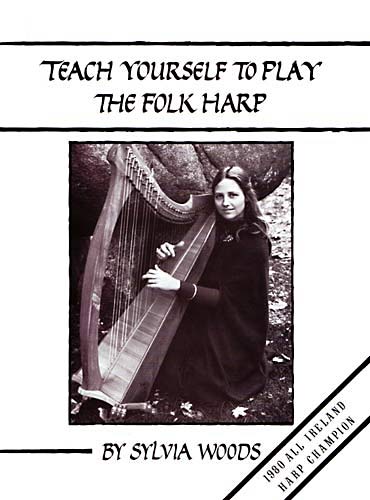 TEACH YOURSELF TO PLAY
THE FOLK HARP
BY SYLVIA WOODS
1980 ALL IRELAND
HARP CHAMPION